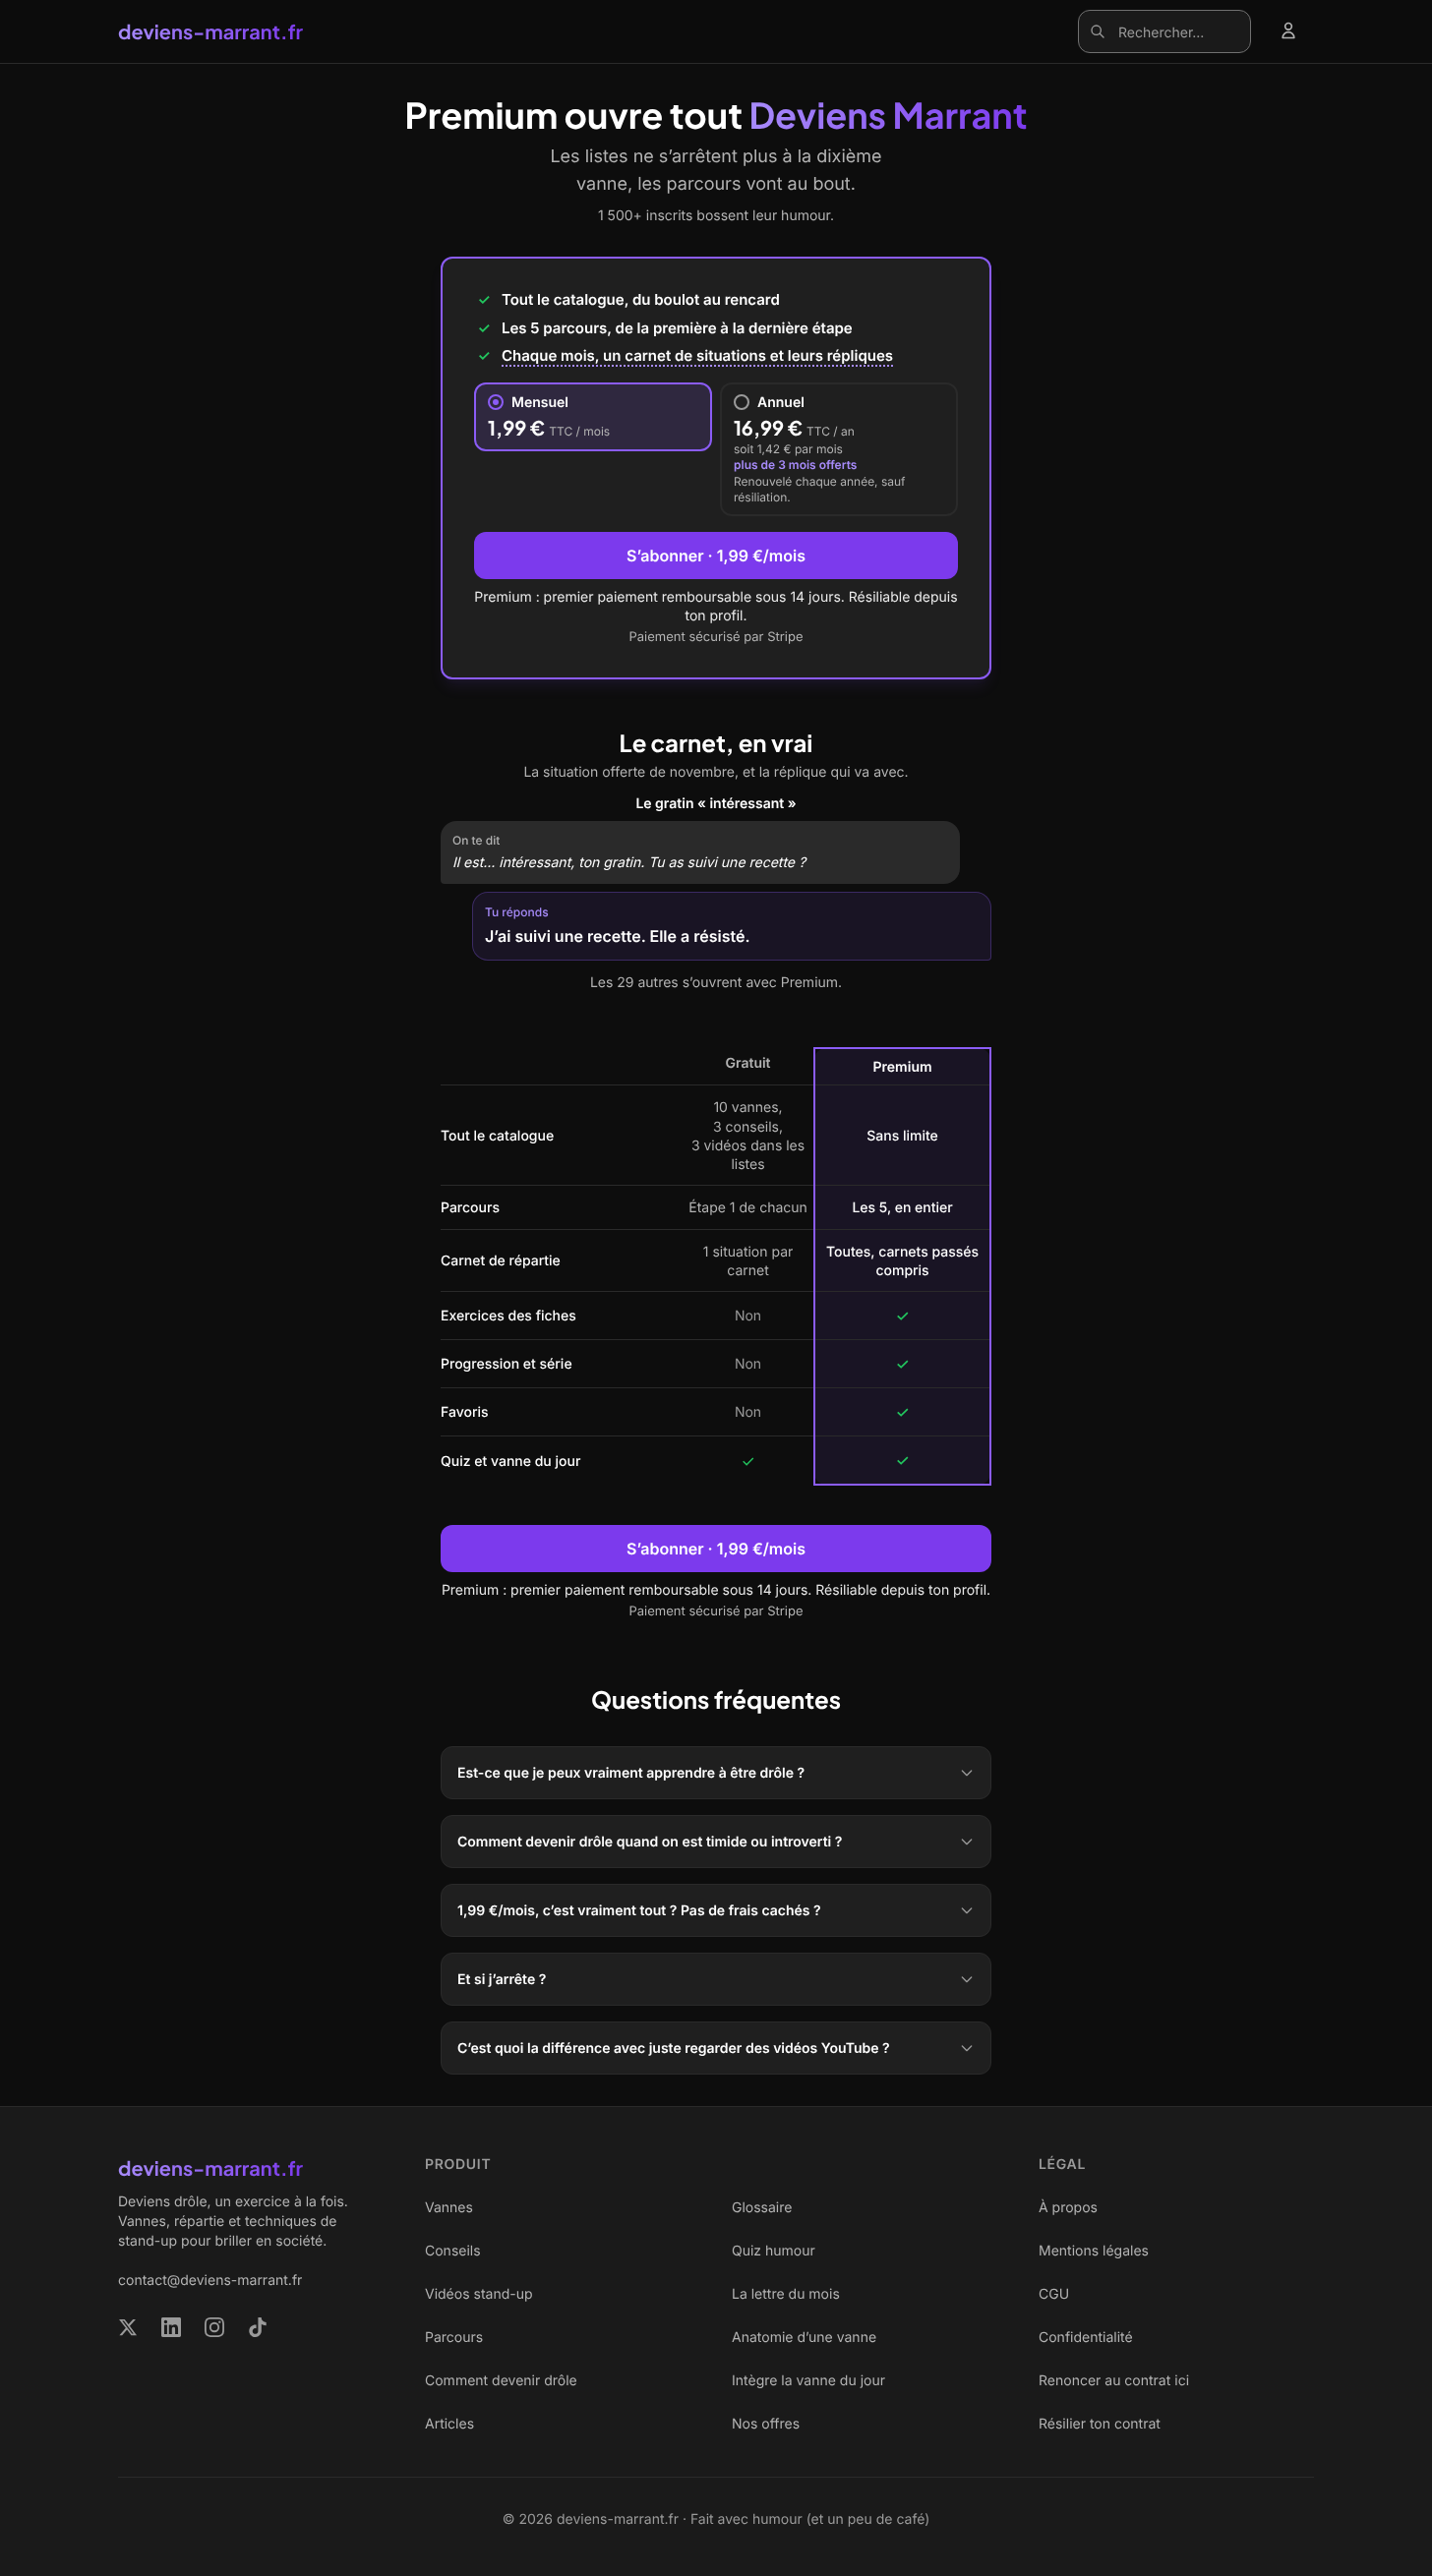 deviens-marrant.fr
Rechercher...
Premium ouvre tout Deviens Marrant
Les listes ne s’arrêtent plus à la dixième
vanne, les parcours vont au bout.
1 500+ inscrits bossent leur humour.
Tout le catalogue, du boulot au rencard
Les 5 parcours, de la première à la dernière étape
Chaque mois, un carnet de situations et leurs répliques
Mensuel
1,99 € TTC / mois
Annuel
16,99 € TTC / an
soit 1,42 € par mois
plus de 3 mois offerts
Renouvelé chaque année, sauf
résiliation.
S’abonner · 1,99 €/mois
Premium : premier paiement remboursable sous 14 jours. Résiliable depuis
ton profil.
Paiement sécurisé par Stripe
Le carnet, en vrai
La situation offerte de novembre, et la réplique qui va avec.
Le gratin « intéressant »
On te dit
Il est… intéressant, ton gratin. Tu as suivi une recette ?
Tu réponds
J’ai suivi une recette. Elle a résisté.
Les 29 autres s’ouvrent avec Premium.
Gratuit
Premium
Tout le catalogue
10 vannes,
3 conseils,
3 vidéos dans les
listes
Sans limite
Parcours
Étape 1 de chacun
Les 5, en entier
Carnet de répartie
1 situation par
carnet
Toutes, carnets passés
compris
Exercices des fiches
Non
Progression et série
Non
Favoris
Non
Quiz et vanne du jour
S’abonner · 1,99 €/mois
Premium : premier paiement remboursable sous 14 jours. Résiliable depuis ton profil.
Paiement sécurisé par Stripe
Questions fréquentes
Est-ce que je peux vraiment apprendre à être drôle ?
Comment devenir drôle quand on est timide ou introverti ?
1,99 €/mois, c’est vraiment tout ? Pas de frais cachés ?
Et si j’arrête ?
C’est quoi la différence avec juste regarder des vidéos YouTube ?
deviens-marrant.fr
Deviens drôle, un exercice à la fois.
Vannes, répartie et techniques de
stand-up pour briller en société.
contact@deviens-marrant.fr
PRODUIT
Vannes
Conseils
Vidéos stand-up
Parcours
Comment devenir drôle
Articles
Glossaire
Quiz humour
La lettre du mois
Anatomie d’une vanne
Intègre la vanne du jour
Nos offres
LÉGAL
À propos
Mentions légales
CGU
Confidentialité
Renoncer au contrat ici
Résilier ton contrat
© 2026 deviens-marrant.fr · Fait avec humour (et un peu de café)